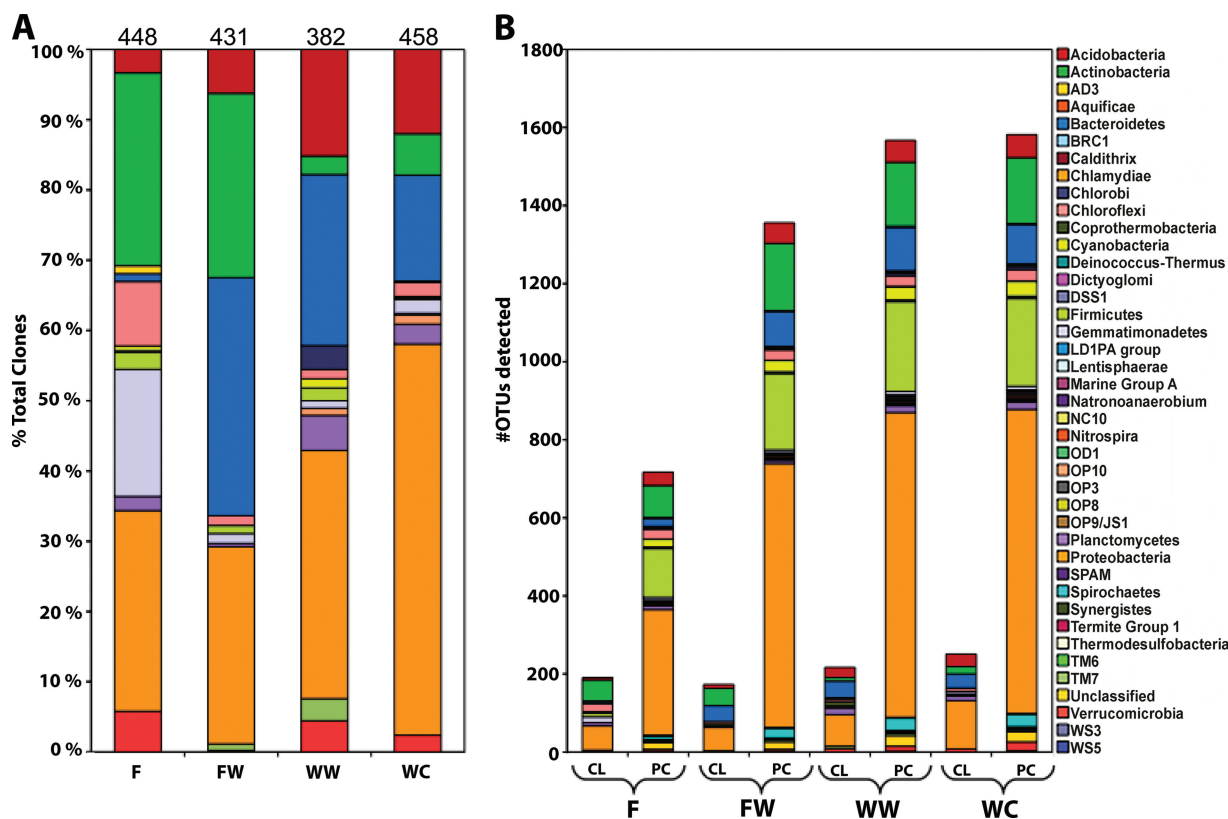 A
448 431 382 458
100 %
90 %
80 %
70 %
60 %
50 %
40 %
30 %
20 %
10 %
0 %
% Total Clones
F FW WW WC
B
1800
1600
1400
1200
1000
800
600
400
200
0
#OTUs detected
CL PC CL PC CL PC CL PC
F FW WW WC
Acidobacteria
Actinobacteria
AD3
Aquificae
Bacteroidetes
BRC1
Caldithrix
Chlamydiae
Chlorobi
Chloroflexi
Coprothermobacteria
Cyanobacteria
Deinococcus-Thermus
Dictyoglomi
DSS1
Firmicutes
Gemmatimonadetes
LD1PA group
Lentisphaerae
Marine Group A
Natronoanaerobium
NC10
Nitrospira
OD1
OP10
OP3
OP8
OP9/JS1
Planctomycetes
Proteobacteria
SPAM
Spirochaetes
Synergistes
Termite Group 1
Thermodesulfobacteria
TM6
TM7
Unclassified
Verrucomicrobia
WS3
WS5